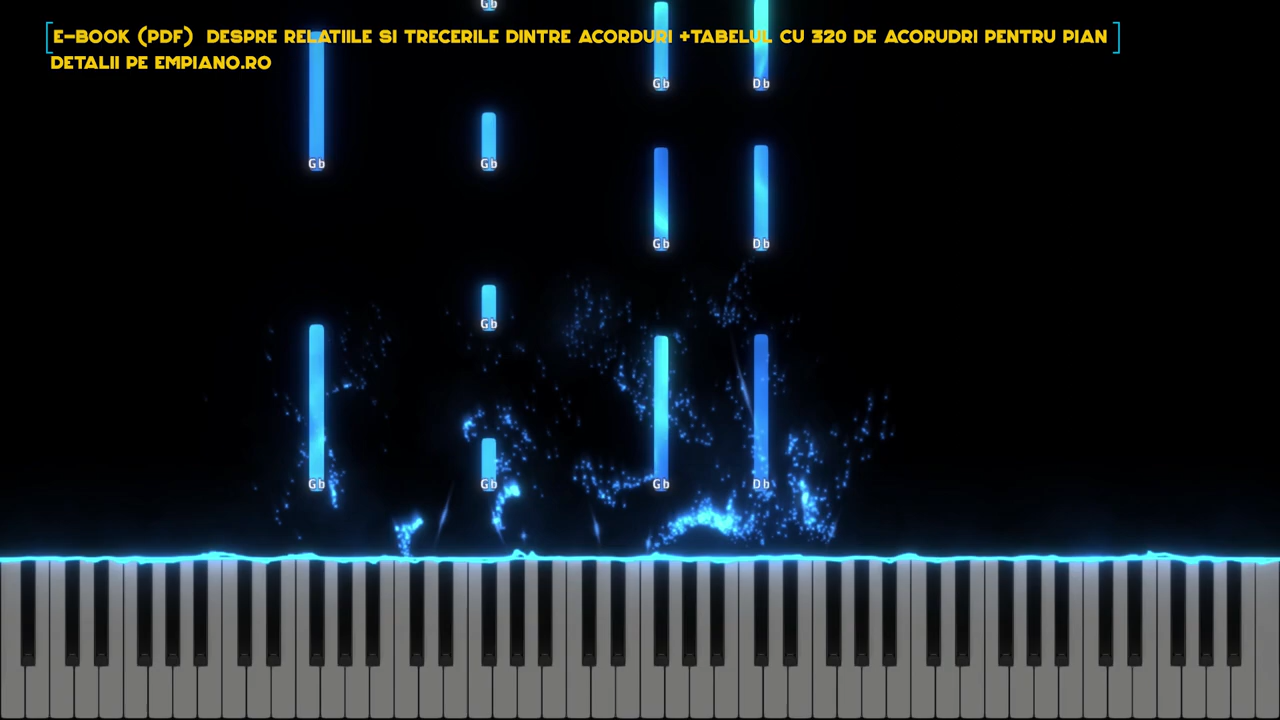 Gb
E-BOOK (PDF) DESPRE RELATIILE SI TRECERILE DINTRE ACORDURI +TABELUL CU 320 DE ACORUDRI PENTRU PIAN
DETALII PE EMPIANO.RO
Gb Db
Gb Gb
Gb Db
Gb
Gb Gb Gb Db